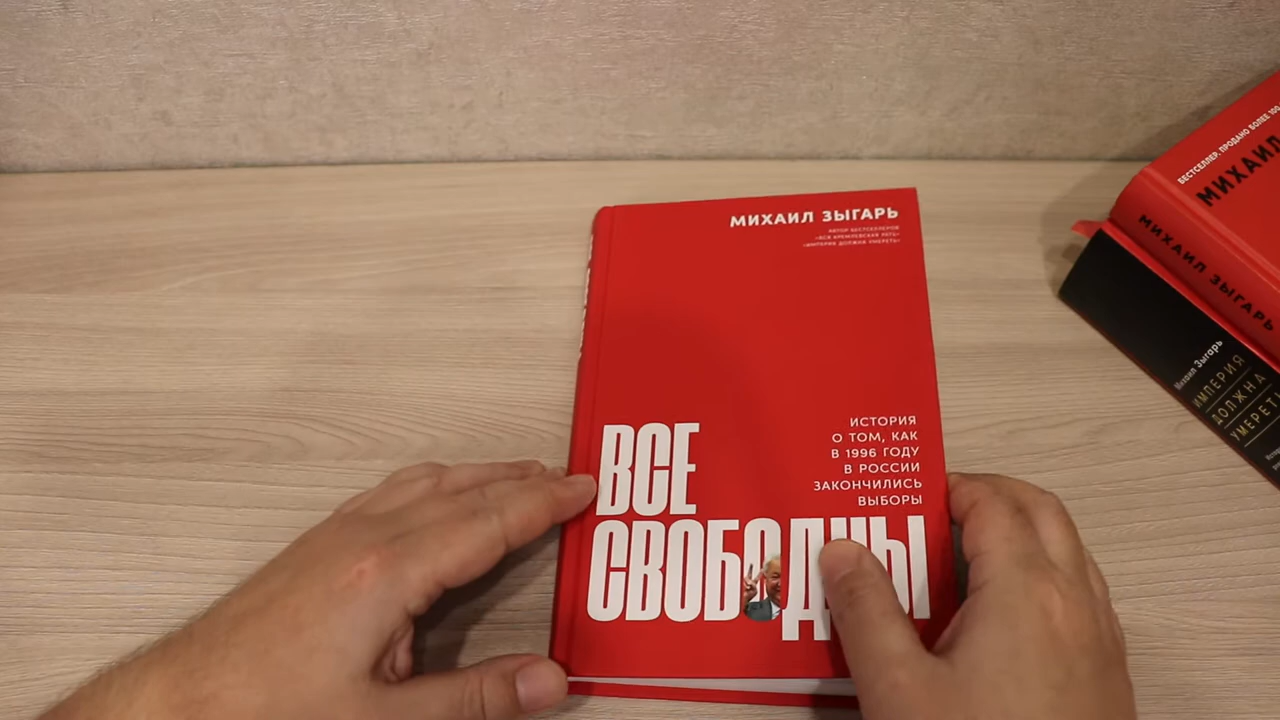 МИХАИЛ ЗЫГАРЬ
АВТОР БЕСТСЕЛЛЕРОВ
«ВСЯ КРЕМЛЕВСКАЯ РАТЬ»
«ИМПЕРИЯ ДОЛЖНА УМЕРЕТЬ»
ИСТОРИЯ
О ТОМ, КАК
В 1996 ГОДУ
В РОССИИ
ЗАКОНЧИЛИСЬ
ВЫБОРЫ
ВСЕ
СВОБОДНЫ
БЕСТСЕЛЛЕР, ПРОДАНО БОЛЕЕ 100
МИХАИЛ
МИХАИЛ ЗЫГАРЬ
Михаил Зыгарь
ИМПЕРИЯ
ДОЛЖНА
УМЕРЕТЬ